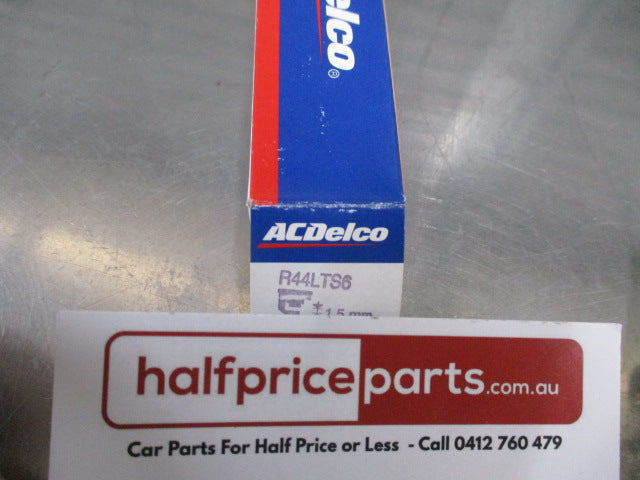 Delco®
ACDelco
R44LTS6
1.5 mm
halfpriceparts.com.au
Car Parts For Half Price or Less - Call 0412 760 479